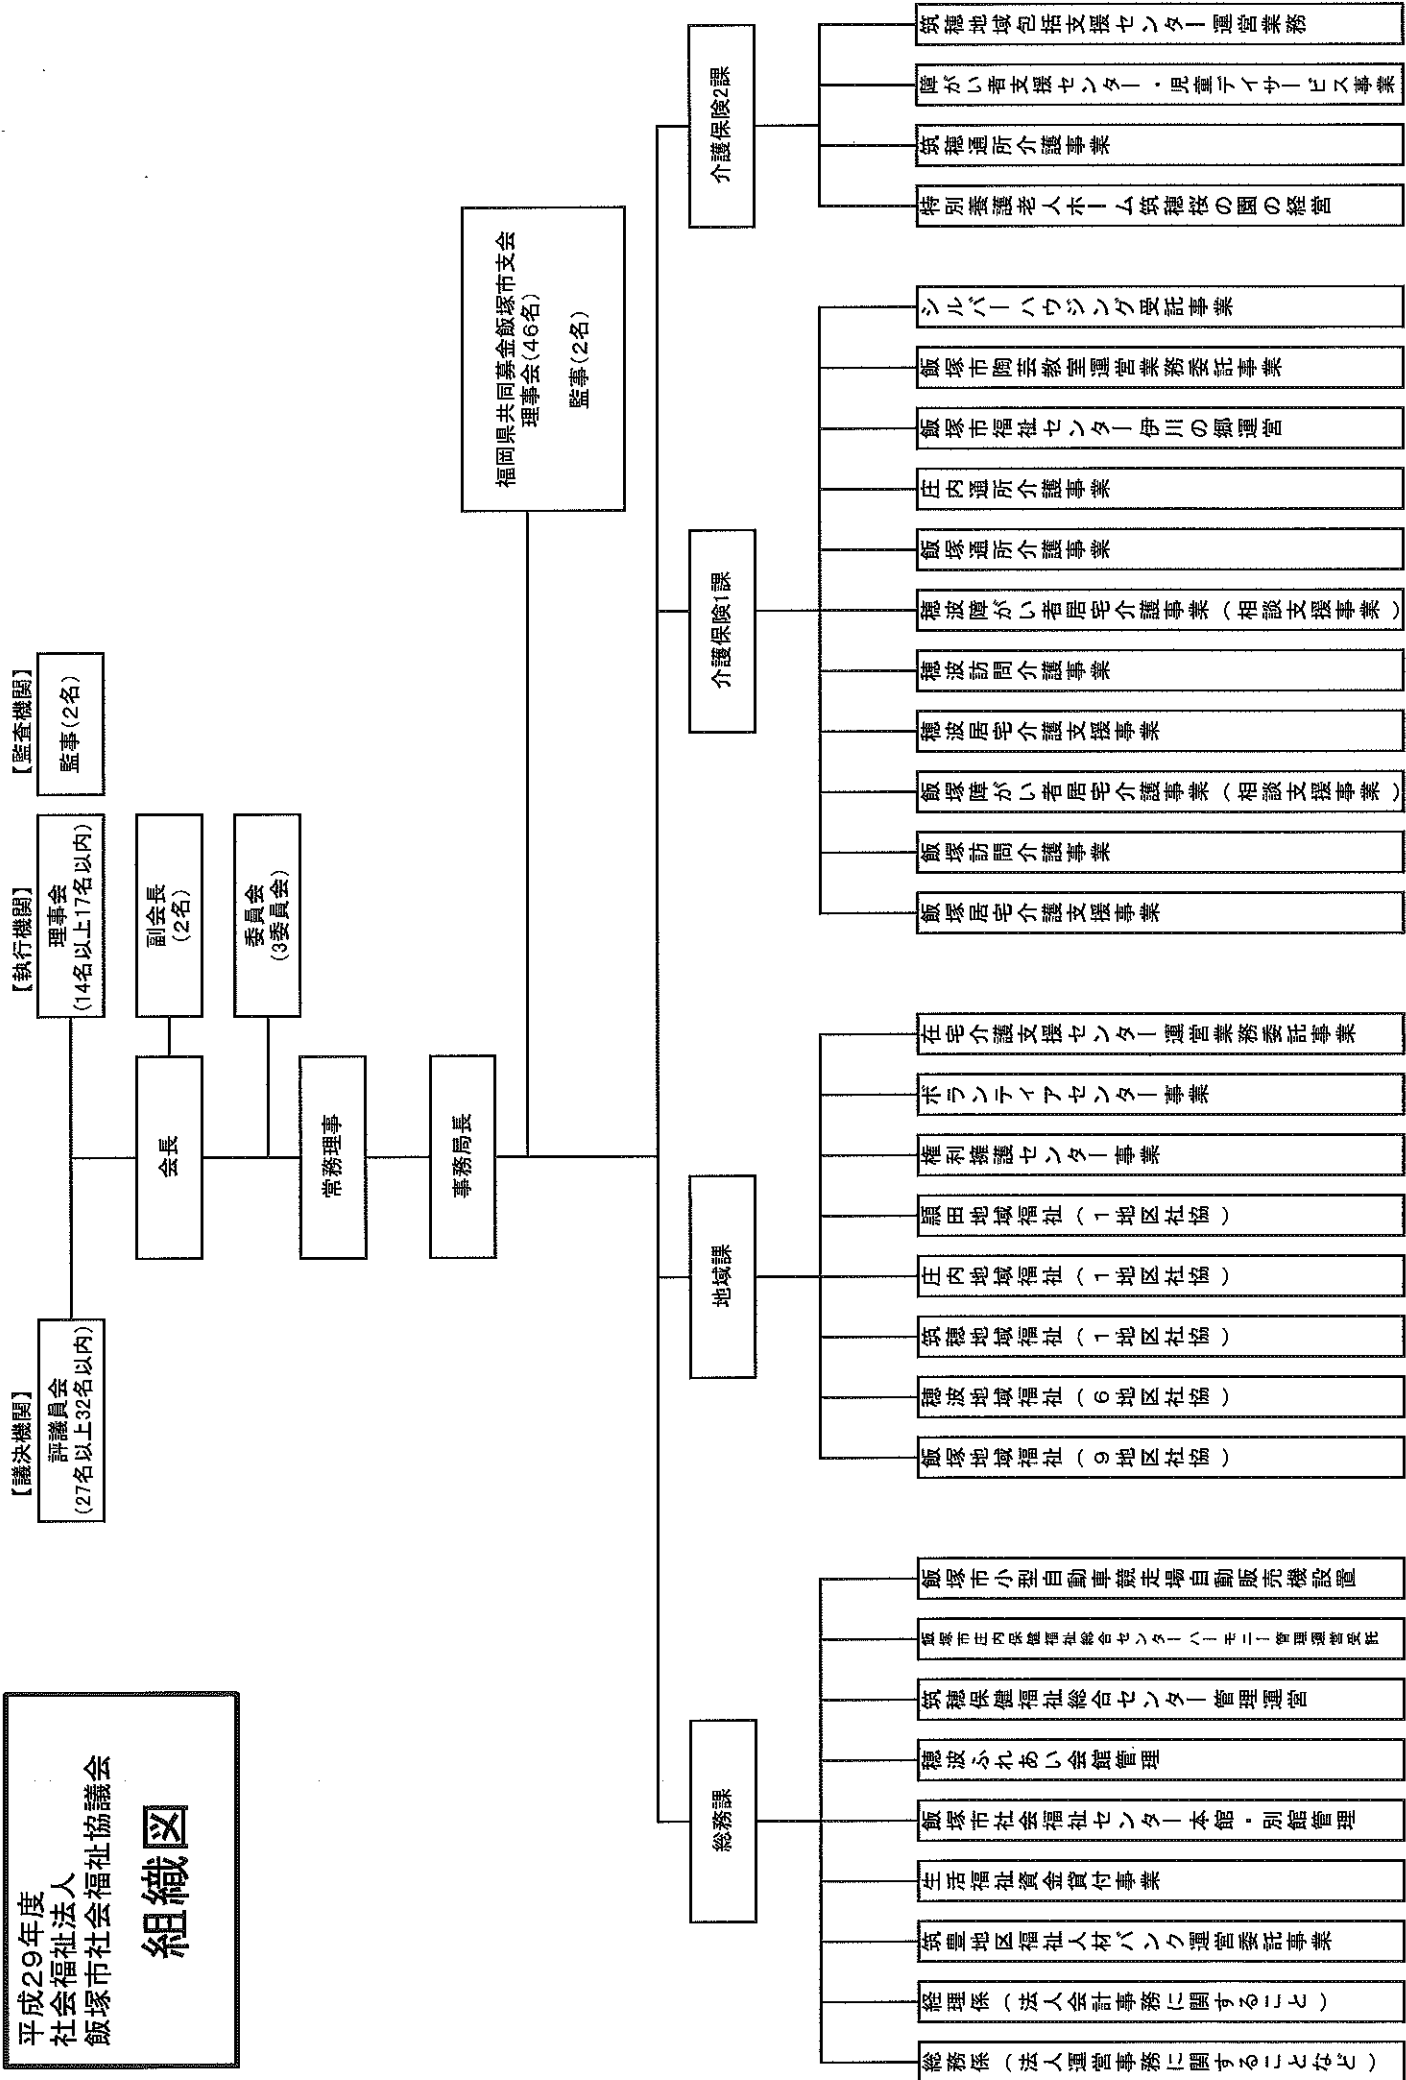 平成29年度
社会福祉法人
飯塚市社会福祉協議会
組織図
【議決機関】
評議員会
(27名以上32名以内)
【執行機関】
理事会
(14名以上17名以内)
【監査機関】
監事(2名)
会長
副会長
(2名)
委員会
(3委員会)
常務理事
事務局長
福岡県共同募金飯塚市支会
理事会(46名)
監事(2名)
総務課
地域課
介護保険1課
介護保険2課
総務係(法人運営事務に関することなど)
経理係(法人会計事務に関すること)
筑豊地区福祉人材バンク運営委託事業
生活福祉資金貸付事業
飯塚市社会福祉センター本館・別館管理
穂波ふれあい会館管理
筑穂保健福祉総合センター管理運営
飯塚市庄内保健福祉総合センターハーモニー管理運営受託
飯塚市小型自動車競走場自動販売機設置
飯塚地域福祉(9地区社協)
穂波地域福祉(6地区社協)
筑穂地域福祉(1地区社協)
庄内地域福祉(1地区社協)
頴田地域福祉(1地区社協)
権利擁護センター事業
ボランティアセンター事業
在宅介護支援センター運営業務委託事業
飯塚居宅介護支援事業
飯塚訪問介護事業
飯塚障がい者居宅介護事業(相談支援事業)
穂波居宅介護支援事業
穂波訪問介護事業
穂波障がい者居宅介護事業(相談支援事業)
飯塚通所介護事業
庄内通所介護事業
飯塚市福祉センター伊川の郷運営
飯塚市陶芸教室運営業務委託事業
シルバーハウジング受託事業
特別養護老人ホーム筑穂桜の園の経営
筑穂通所介護事業
障がい者支援センター・児童デイサービス事業
筑穂地域包括支援センター運営業務